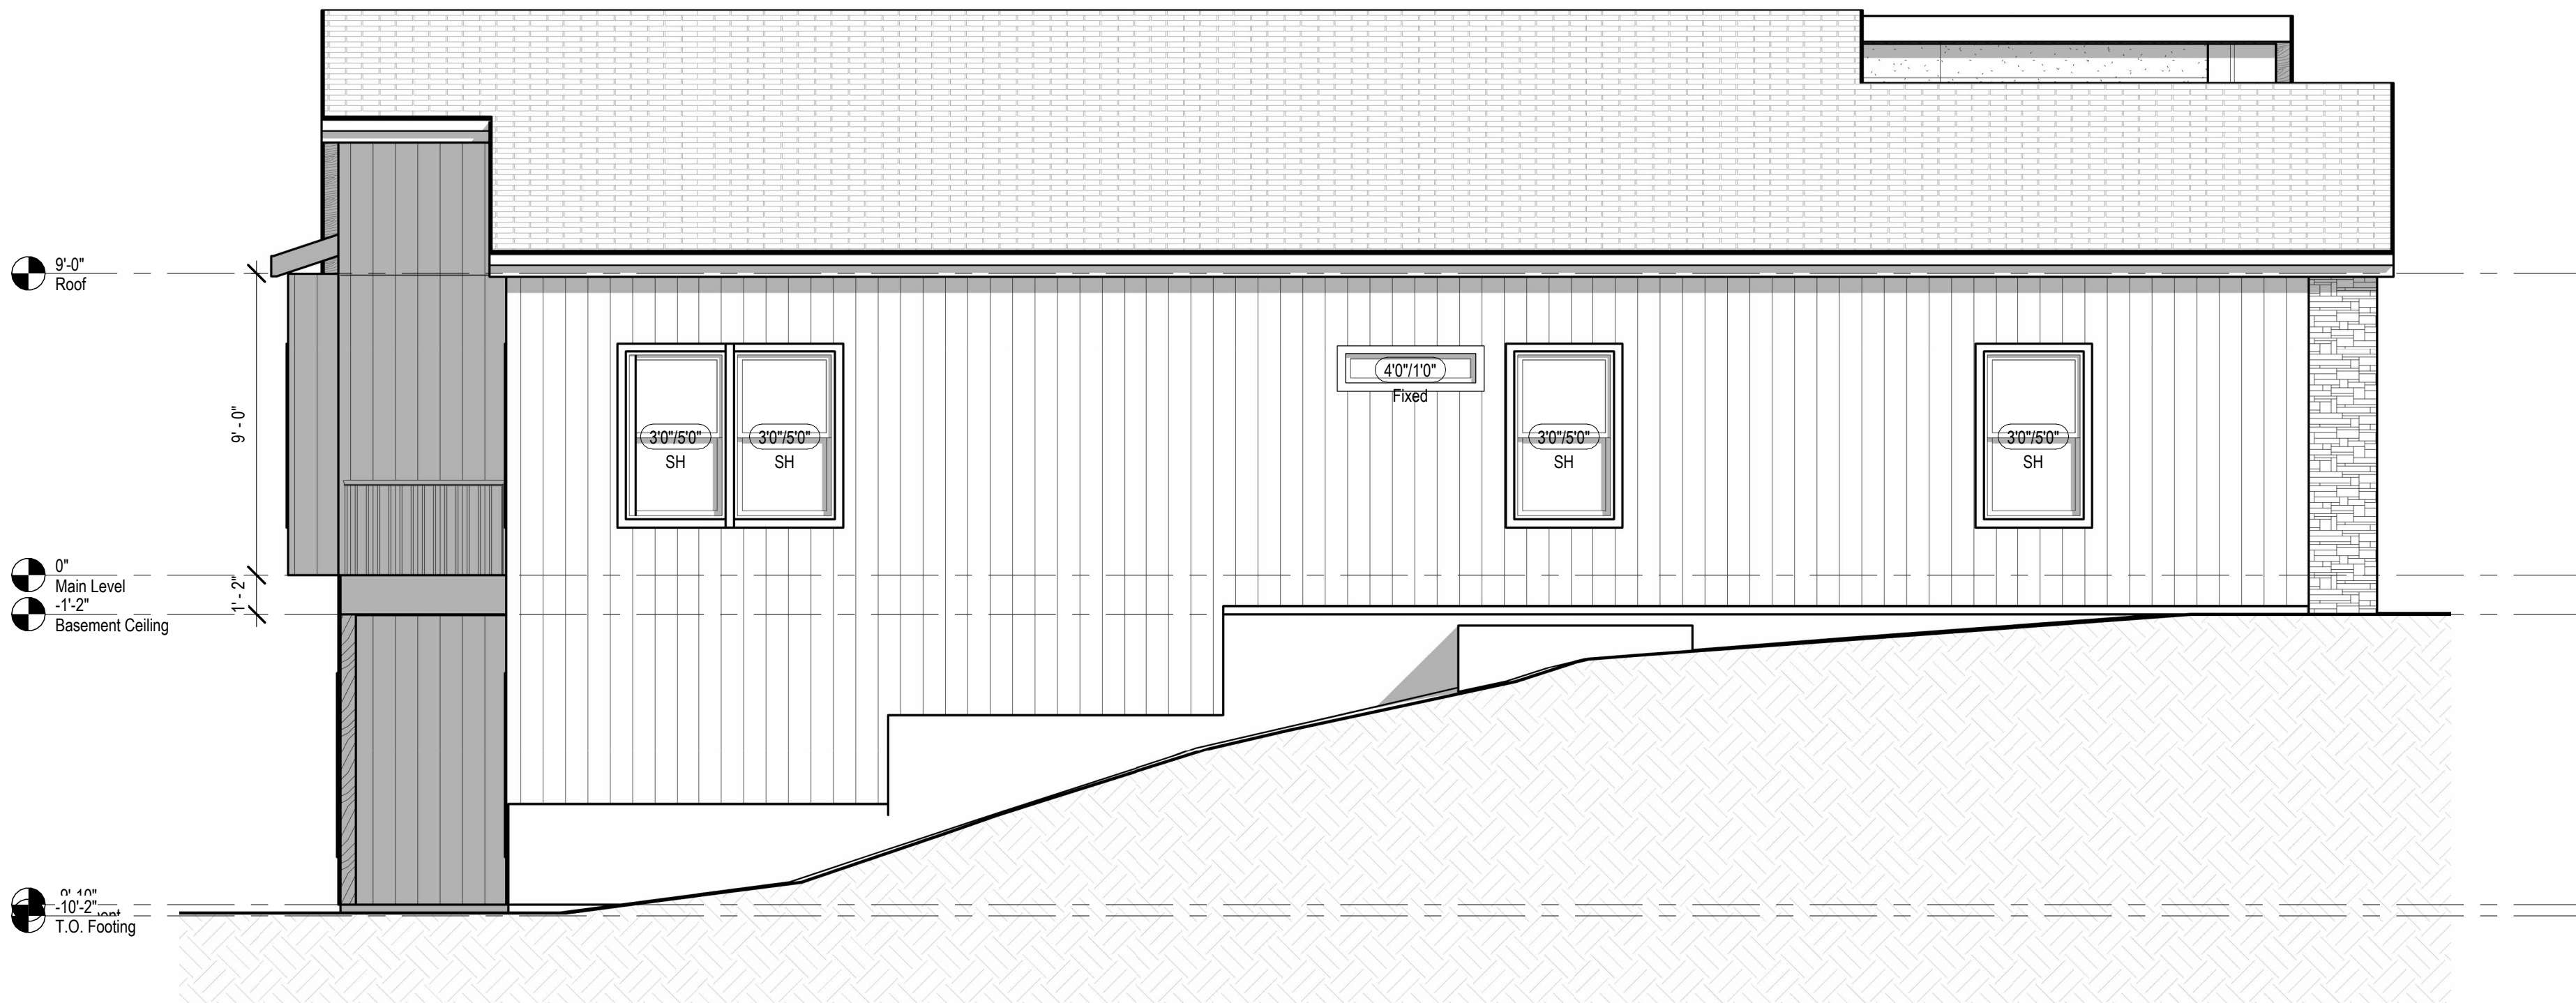 9'-0"
Roof
9' - 0"
4'0"/1'0"
Fixed
3'0"/5'0"
SH
3'0"/5'0"
SH
3'0"/5'0"
SH
3'0"/5'0"
SH
0"
Main Level
1' - 2"
-1'-2"
Basement Ceiling
-10'-2"
T.O. Footing